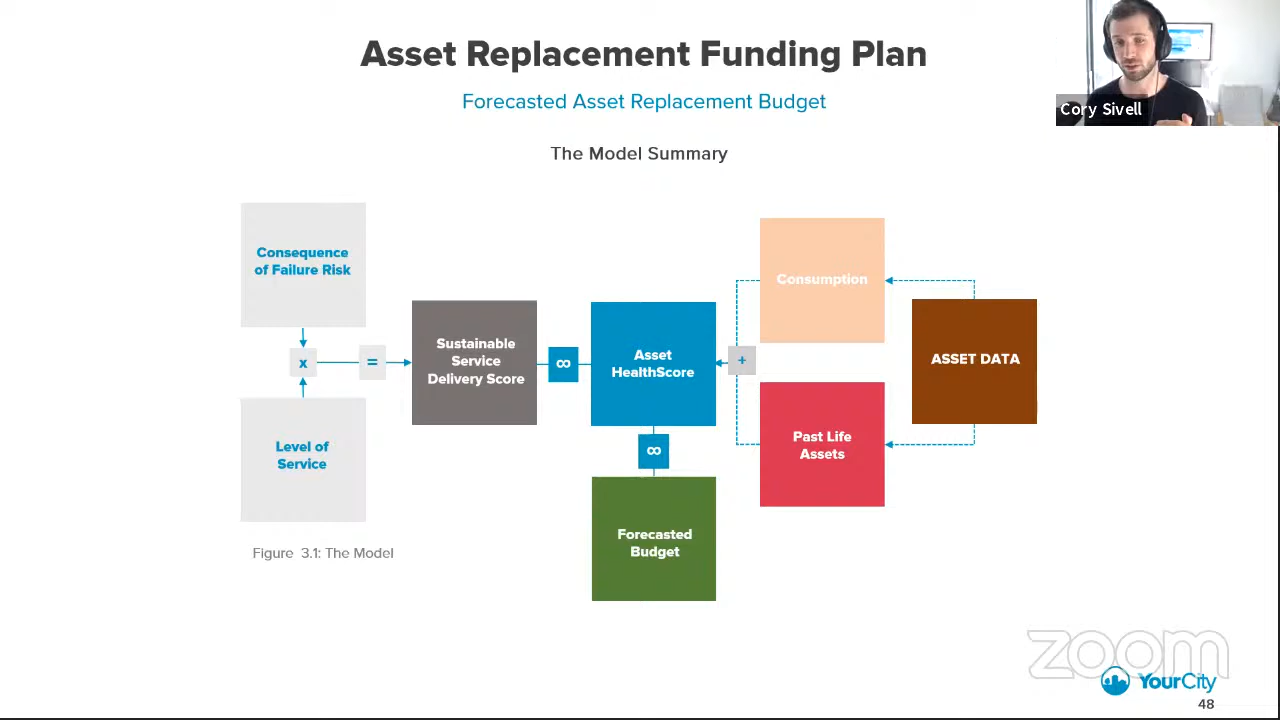 Asset Replacement Funding Plan
Forecasted Asset Replacement Budget
The Model Summary
Cory Sivell
Consequence
of Failure Risk
x
=
Level of
Service
Sustainable
Service
Delivery Score
∞
Asset
HealthScore
∞
Forecasted
Budget
+
Consumption
Past Life
Assets
ASSET DATA
Figure 3.1: The Model
zoom
YourCity
48